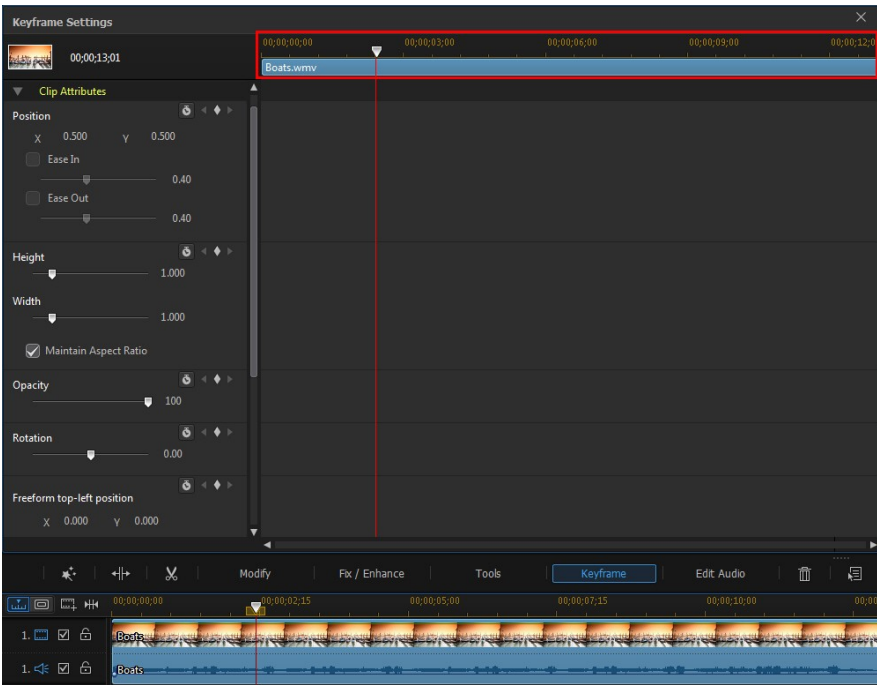 Keyframe Settings
00;00;13;01
00;00;00;00 00;00;03;00 00;00;06;00 00;00;09;00 00;00;12;0
Boats.wmv
Clip Attributes
Position
X 0.500 Y 0.500
Ease In
0.40
Ease Out
0.40
Height
1.000
Width
1.000
Maintain Aspect Ratio
Opacity
100
Rotation
0.00
Freeform top-left position
X 0.000 Y 0.000
Modify Fix / Enhance Tools Keyframe Edit Audio
00;00;00;00 00;00;02;15 00;00;05;00 00;00;07;15 00;00;10;00 00;00
1. Boats
1. Boats